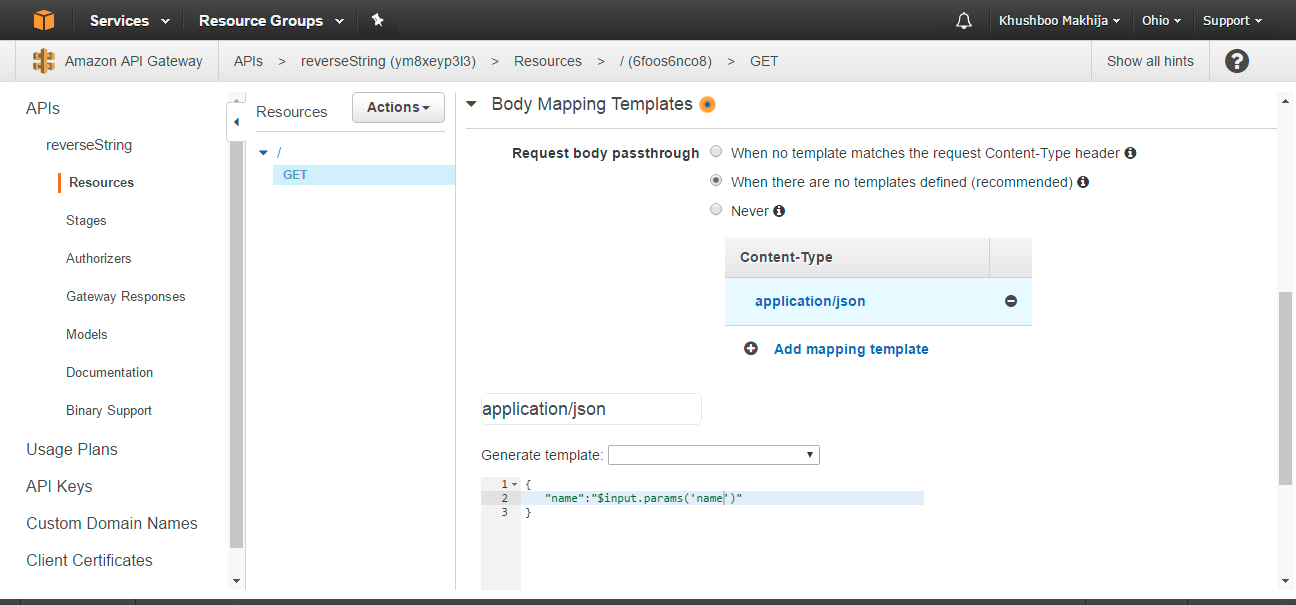 Services Resource Groups Khushboo Makhija Ohio Support
Amazon API Gateway APIs > reverseString (ym8xeyp3l3) > Resources > / (6foos6nco8) > GET Show all hints ?
APIs
reverseString
Resources
Stages
Authorizers
Gateway Responses
Models
Documentation
Binary Support
Usage Plans
API Keys
Custom Domain Names
Client Certificates
Resources Actions
/
GET
Body Mapping Templates
Request body passthrough
When no template matches the request Content-Type header
When there are no templates defined (recommended)
Never
Content-Type
application/json
Add mapping template
application/json
Generate template:
1 {
2 "name":"$input.params('name')"
3 }